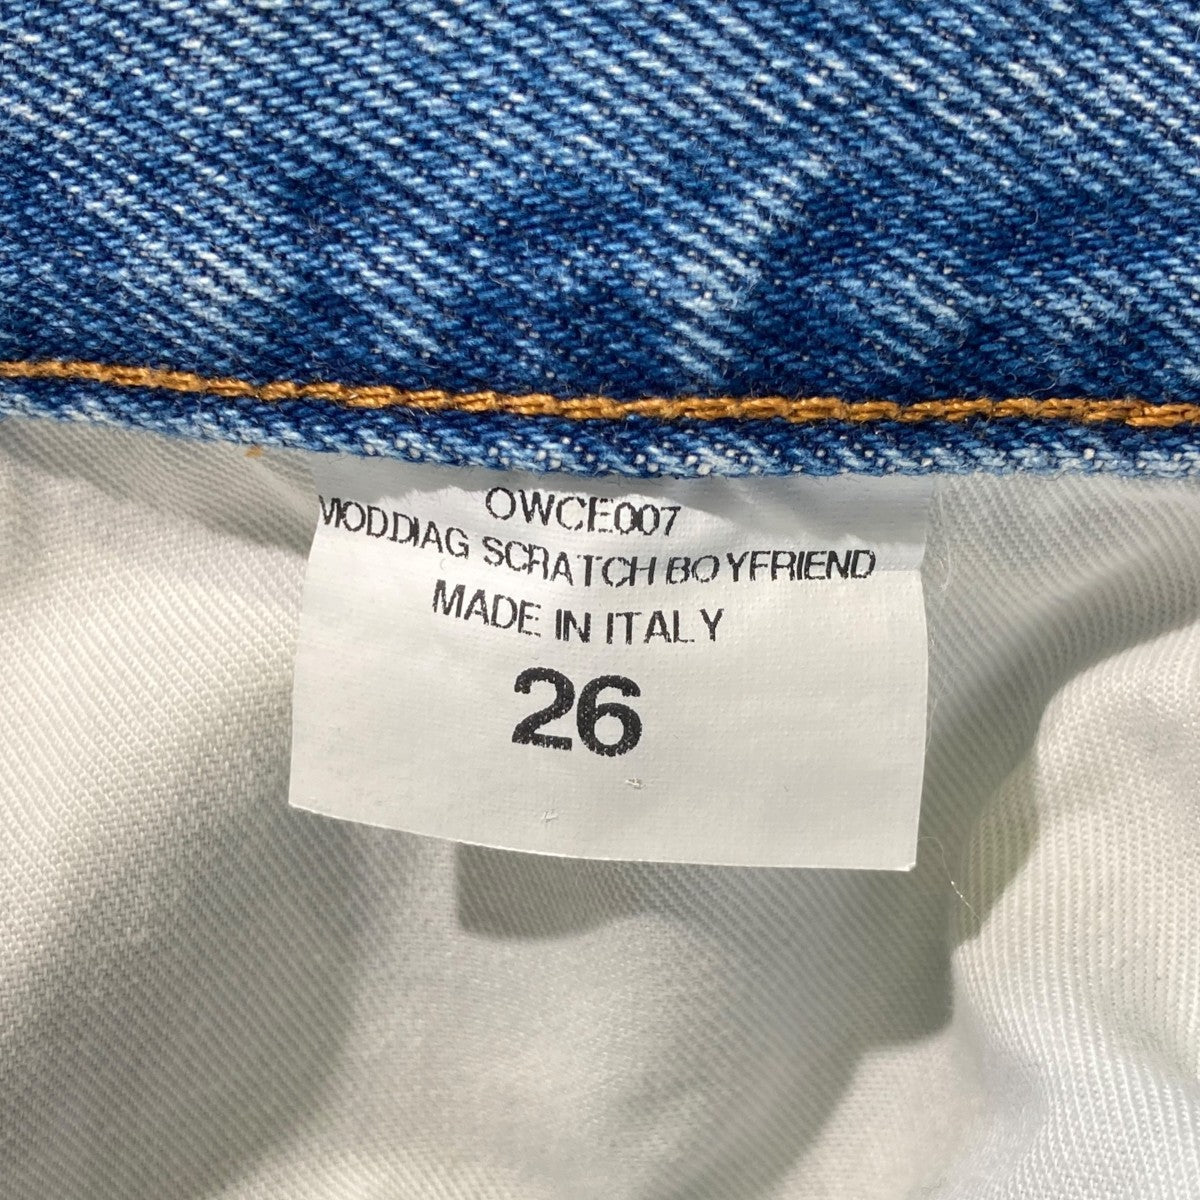 OWCE007
MODDIAG SCRATCH BOYFRIEND
MADE IN ITALY
26